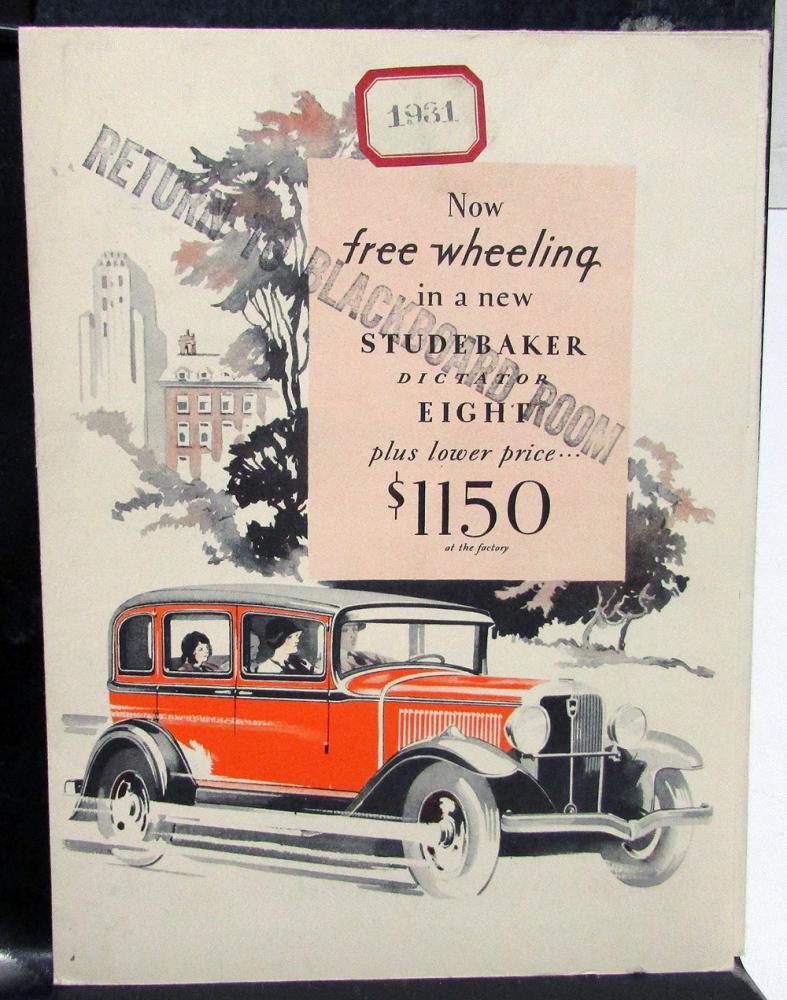 1931
RETURN TO BLACKBOARD ROOM
Now
free wheeling
in a new
STUDEBAKER
DICTATOR
EIGHT
plus lower price...
$1150
at the factory